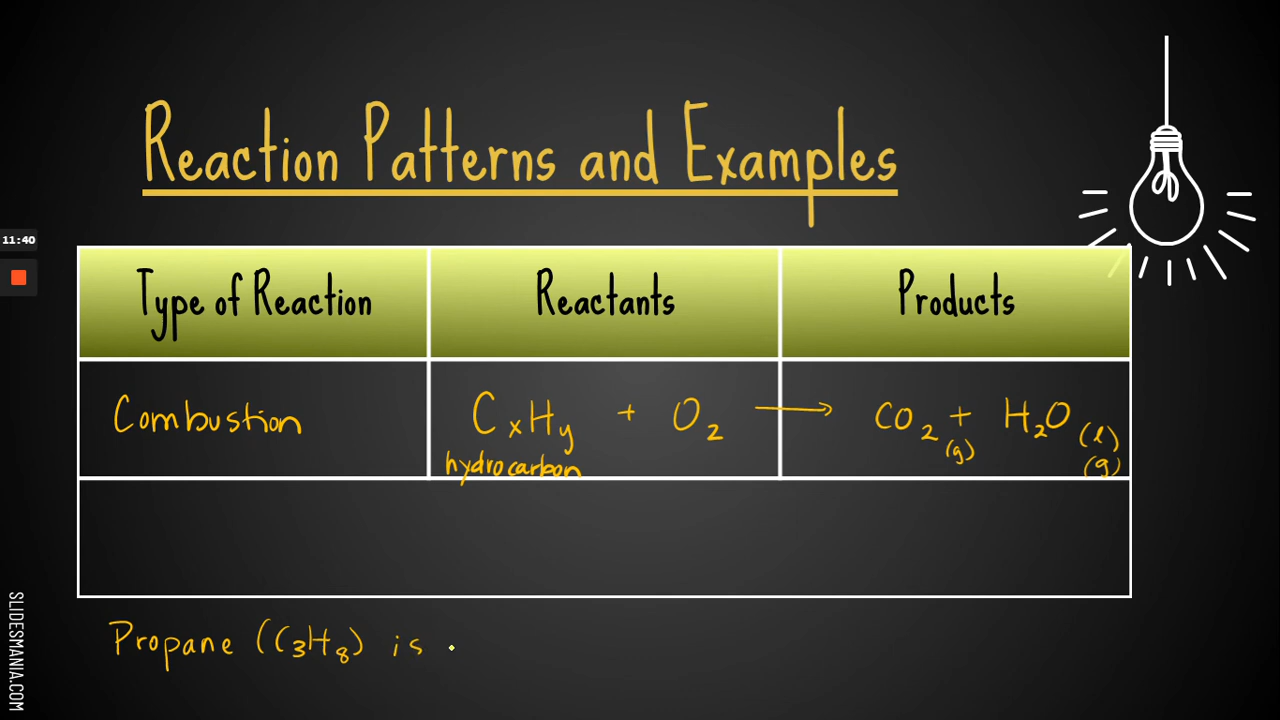 Reaction Patterns and Examples
11:40
Type of Reaction Reactants Products
Combustion CxHy + O2 → CO2 + H2O (l)
hydrocarbon (g) (g)
Propane (C3H8) is
SLIDESMANIA.COM